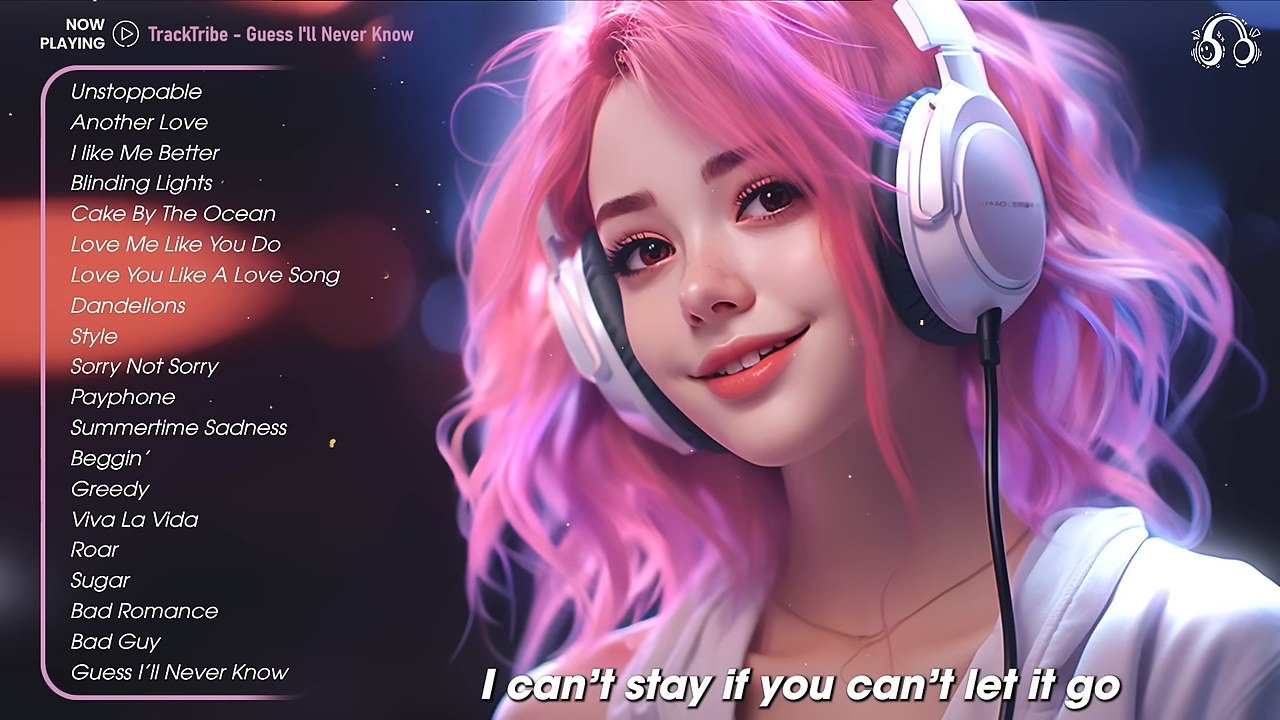 NOW
PLAYING
TrackTribe - Guess I'll Never Know
Unstoppable
Another Love
I like Me Better
Blinding Lights
Cake By The Ocean
Love Me Like You Do
Love You Like A Love Song
Dandelions
Style
Sorry Not Sorry
Payphone
Summertime Sadness
Beggin’
Greedy
Viva La Vida
Roar
Sugar
Bad Romance
Bad Guy
Guess I’ll Never Know
I can’t stay if you can’t let it go